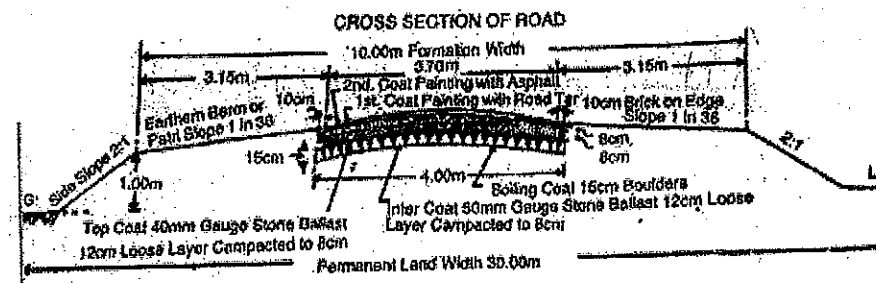 CROSS SECTION OF ROAD
10.00m Formation Width
3.15m
3.70m
3.15m
2nd. Coat Painting with Asphalt
10cm
1st. Coat Painting with Road Tar
10cm Brick on Edge
Earthern Berm or
Patri Slope 1 in 36
Slope 1 in 36
Side Slope 2:1
2:1
8cm,
8cm,
15cm
4.00m
1.00m
G:
L
Boiling Coat 15cm Boulders
Inter Coat 50mm Gauge Stone Ballast 12cm Loose
Layer Campacted to 8cm
Top Coat 40mm Gauge Stone Ballast
12cm Loose Layer Campacted to 8cm
Permanent Land Width 30.00m